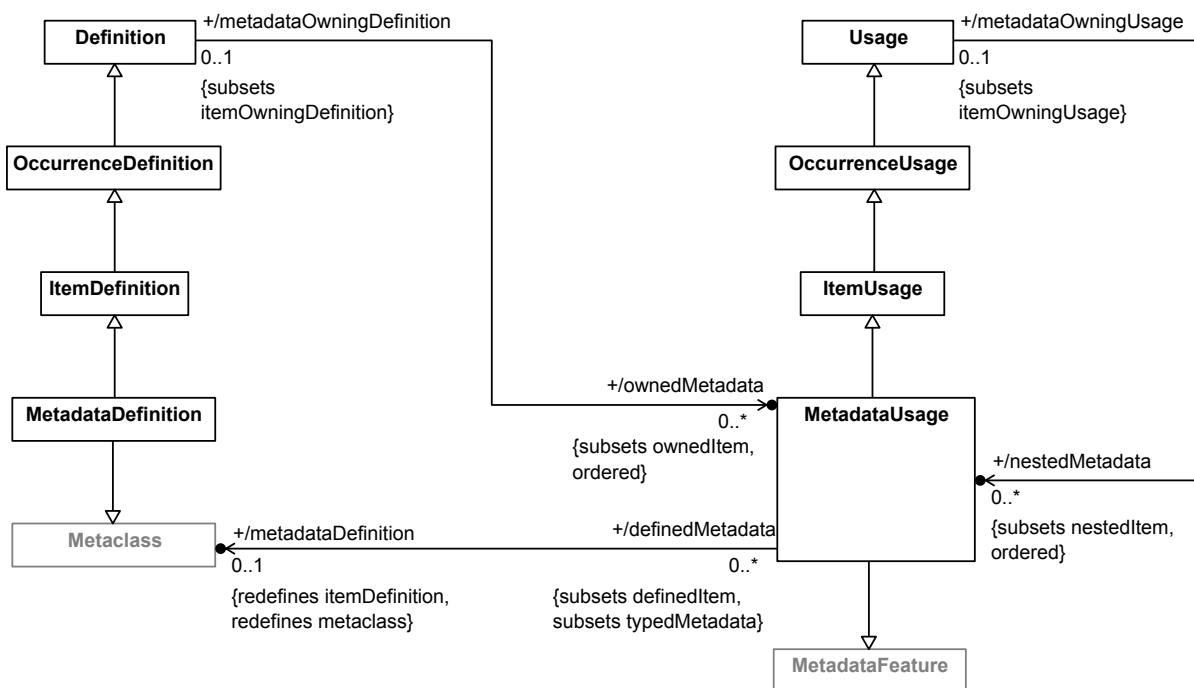 +/metadataOwningDefinition
Definition
0..1
{subsets
itemOwningDefinition}
OccurrenceDefinition
ItemDefinition
MetadataDefinition
Metaclass
+/metadataOwningUsage
Usage
0..1
{subsets
itemOwningUsage}
OccurrenceUsage
ItemUsage
+/ownedMetadata
0..*
{subsets ownedItem,
ordered}
MetadataUsage
+/nestedMetadata
0..*
{subsets nestedItem,
ordered}
+/metadataDefinition
0..1
{redefines itemDefinition,
redefines metaclass}
+/definedMetadata
0..*
{subsets definedItem,
subsets typedMetadata}
MetadataFeature